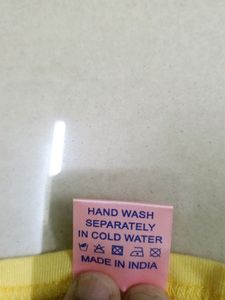 HAND WASH
SEPARATELY
IN COLD WATER
MADE IN INDIA